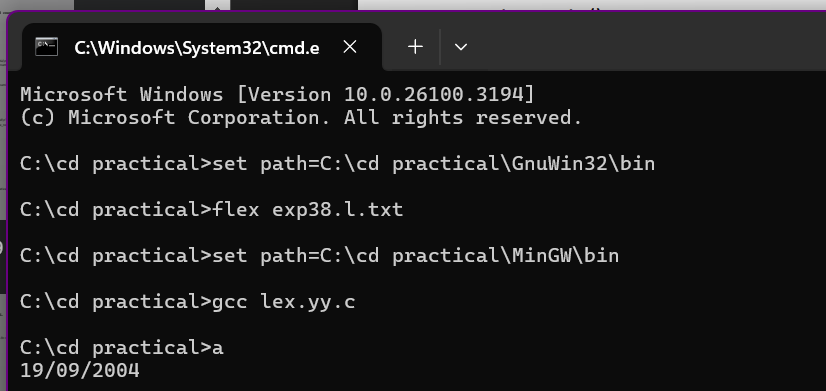 C:\Windows\System32\cmd.e
Microsoft Windows [Version 10.0.26100.3194]
(c) Microsoft Corporation. All rights reserved.
C:\cd practical>set path=C:\cd practical\GnuWin32\bin
C:\cd practical>flex exp38.l.txt
C:\cd practical>set path=C:\cd practical\MinGW\bin
C:\cd practical>gcc lex.yy.c
C:\cd practical>a
19/09/2004